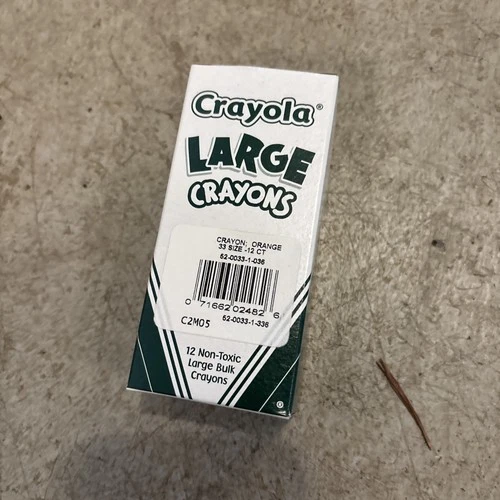 Crayola®
LARGE
CRAYONS
CRAYON; ORANGE
33 SIZE -12 CT
52-0033-1-036
0 71662 02482 6
C2M05
52-0033-1-336
12 Non-Toxic
Large Bulk
Crayons
®